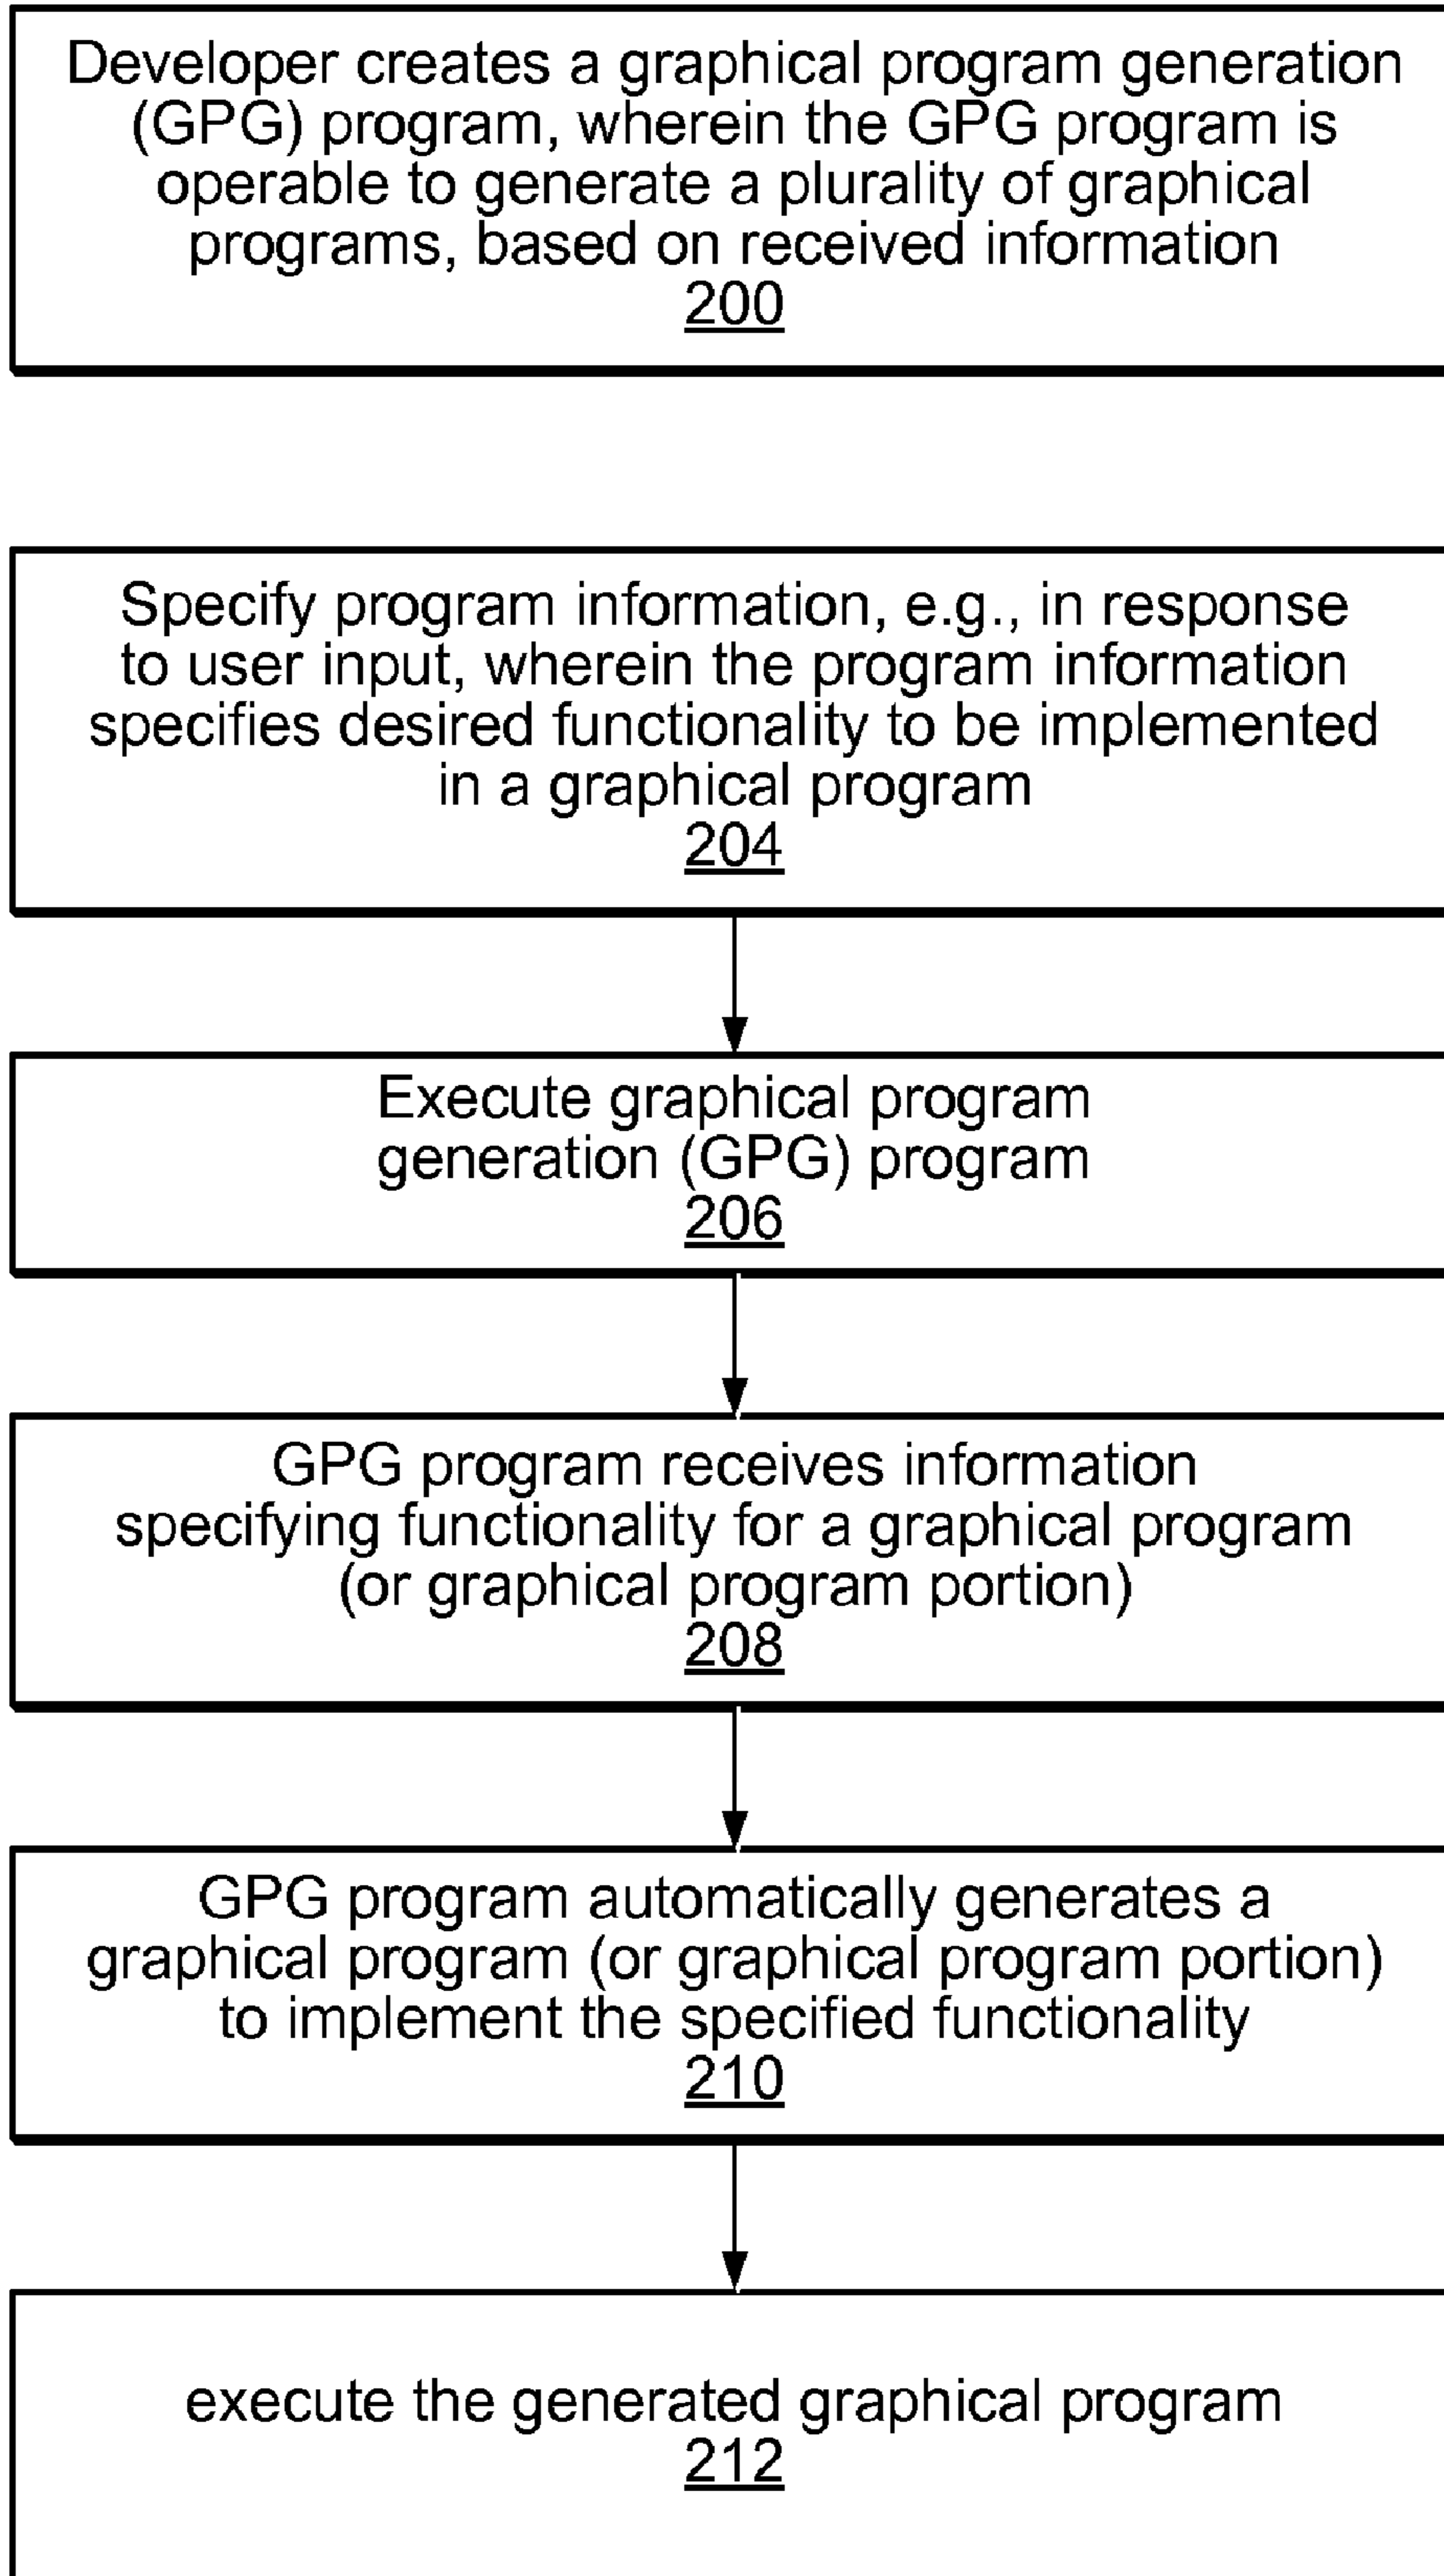 Developer creates a graphical program generation
(GPG) program, wherein the GPG program is
operable to generate a plurality of graphical
programs, based on received information
200
Specify program information, e.g., in response
to user input, wherein the program information
specifies desired functionality to be implemented
in a graphical program
204
Execute graphical program
generation (GPG) program
206
GPG program receives information
specifying functionality for a graphical program
(or graphical program portion)
208
GPG program automatically generates a
graphical program (or graphical program portion)
to implement the specified functionality
210
execute the generated graphical program
212